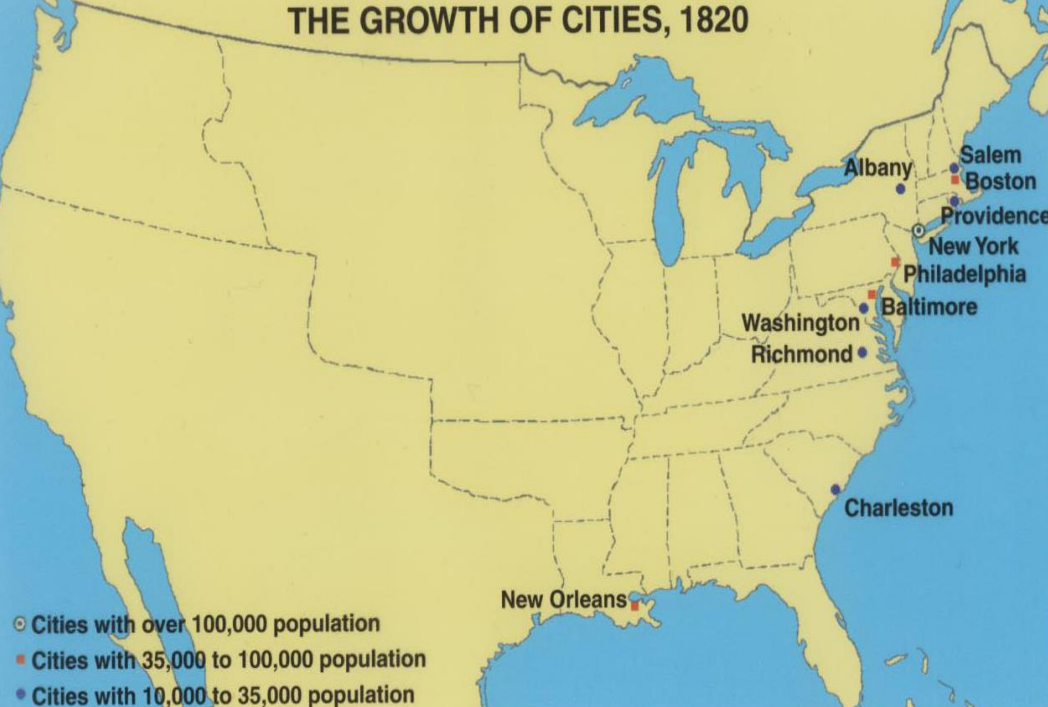 THE GROWTH OF CITIES, 1820
Albany
Salem
Boston
Providence
New York
Philadelphia
Baltimore
Washington
Richmond
Charleston
New Orleans
Cities with over 100,000 population
Cities with 35,000 to 100,000 population
Cities with 10,000 to 35,000 population